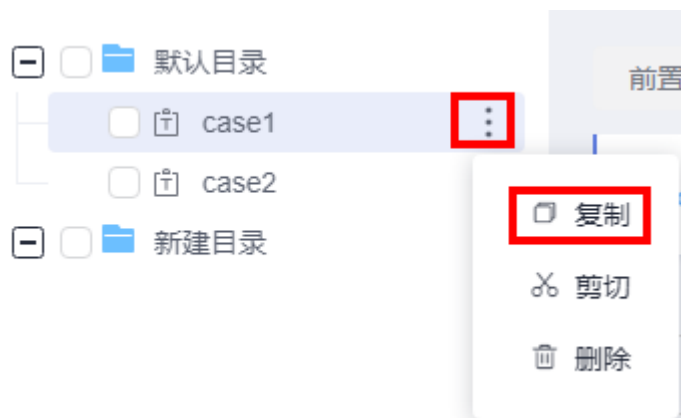 默认目录
前置
case1
case2
复制
新建目录
剪切
删除